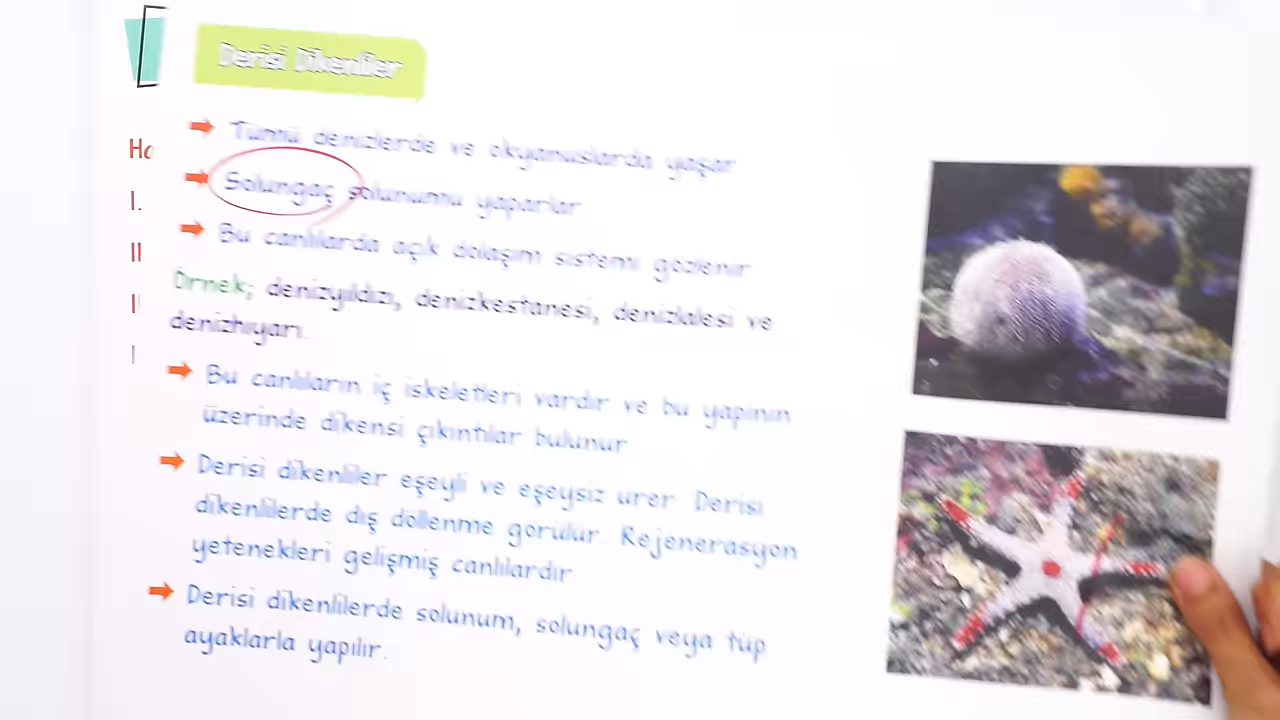 Derisi Dikenliler
Tümü denizlerde ve okyanuslarda yaşar
Solungaç solunumu yaparlar
Bu canlılarda açık dolaşım sistemi gözlenir
Örnek; denizyıldızı, denizkestanesi, denizlalesi ve
denizhıyarı.
Bu canlıların iç iskeletleri vardır ve bu yapının
üzerinde dikensi çıkıntılar bulunur
Derisi dikenliler eşeyli ve eşeysiz ürer. Derisi
dikenlilerde dış döllenme görülür. Rejenerasyon
yetenekleri gelişmiş canlılardır
Derisi dikenlilerde solunum, solungaç veya tüp
ayaklarla yapılır.
I.
II